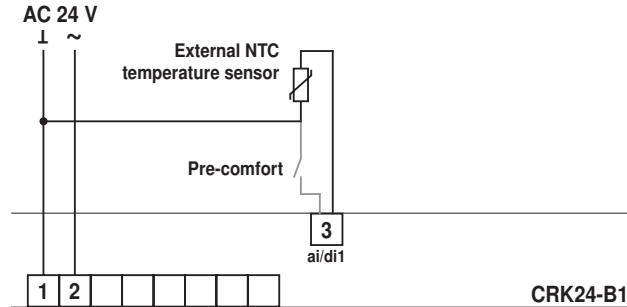 AC 24 V
⊥ ~
External NTC
temperature sensor
Pre-comfort
3
ai/di1
1 2
CRK24-B1